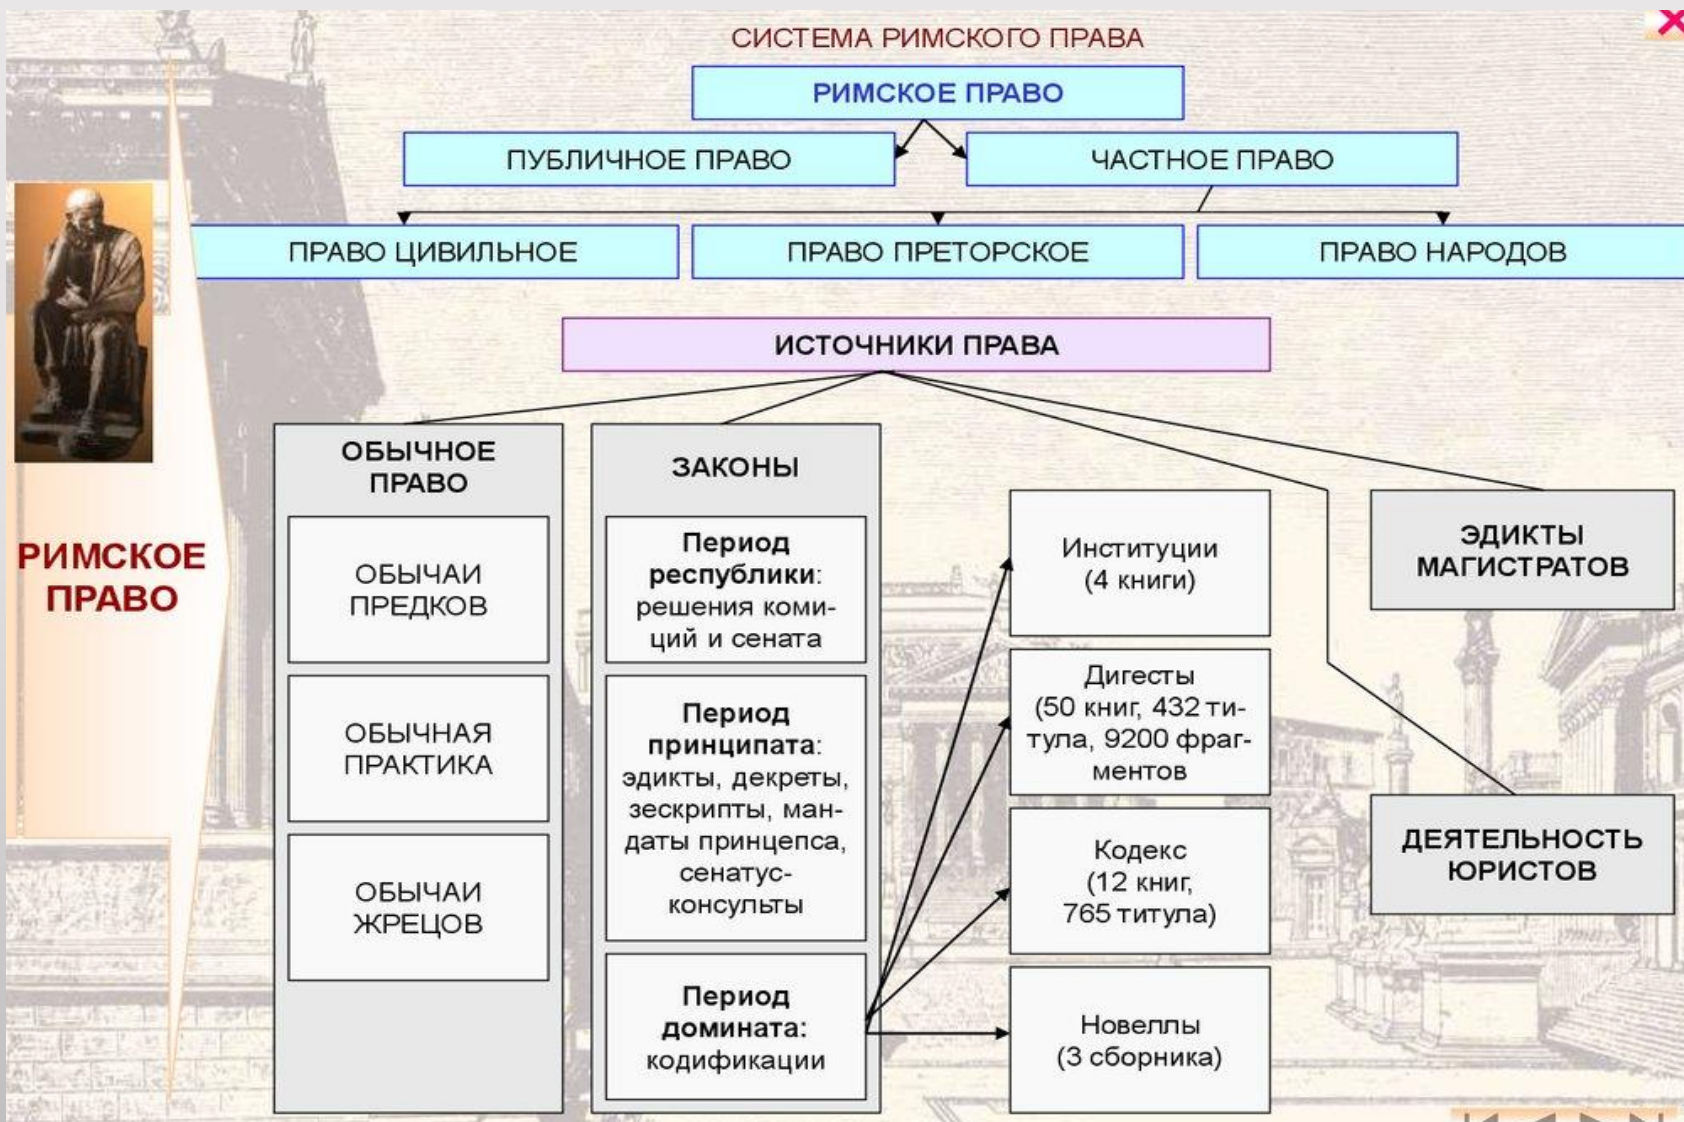 СИСТЕМА РИМСКОГО ПРАВА
РИМСКОЕ ПРАВО
ПУБЛИЧНОЕ ПРАВО
ЧАСТНОЕ ПРАВО
ПРАВО ЦИВИЛЬНОЕ
ПРАВО ПРЕТОРСКОЕ
ПРАВО НАРОДОВ
ИСТОЧНИКИ ПРАВА
РИМСКОЕ
ПРАВО
ОБЫЧНОЕ
ПРАВО
ОБЫЧАИ
ПРЕДКОВ
ОБЫЧНАЯ
ПРАКТИКА
ОБЫЧАИ
ЖРЕЦОВ
ЗАКОНЫ
Период
республики:
решения коми-
ций и сената
Период
принципата:
эдикты, декреты,
зескрипты, ман-
даты принцепса,
сенатус-
консульты
Период
домината:
кодификации
Институции
(4 книги)
Дигесты
(50 книг, 432 ти-
тула, 9200 фраг-
ментов
Кодекс
(12 книг,
765 титула)
Новеллы
(3 сборника)
ЭДИКТЫ
МАГИСТРАТОВ
ДЕЯТЕЛЬНОСТЬ
ЮРИСТОВ